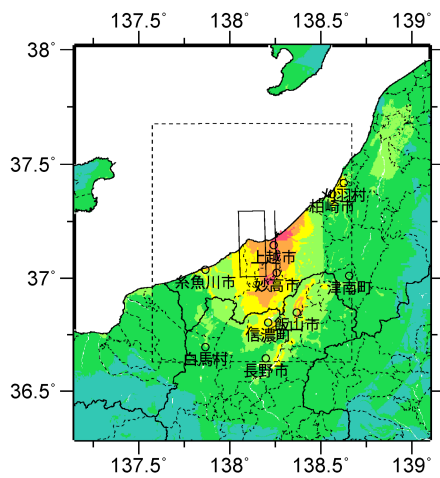 137.5˚ 138˚ 138.5˚ 139˚
38˚
37.5˚
刈羽村
柏崎市
上越市
37˚
糸魚川市 妙高市 津南町
飯山市
信濃町
白馬村
長野市
36.5˚
137.5˚ 138˚ 138.5˚ 139˚